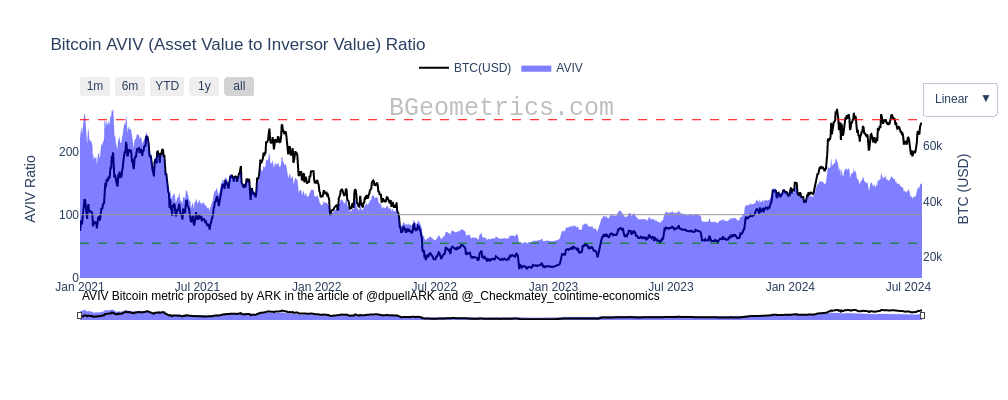 Bitcoin AVIV (Asset Value to Inversor Value) Ratio
BTC(USD) AVIV
1m 6m YTD 1y all
Linear ▼
BGeometrics.com
200
100
0
AVIV Ratio
60k
40k
20k
BTC (USD)
Jan 2021 Jul 2021 Jan 2022 Jul 2022 Jan 2023 Jul 2023 Jan 2024 Jul 2024
AVIV Bitcoin metric proposed by ARK in the article of @dpuellARK and @_Checkmatey_cointime-economics